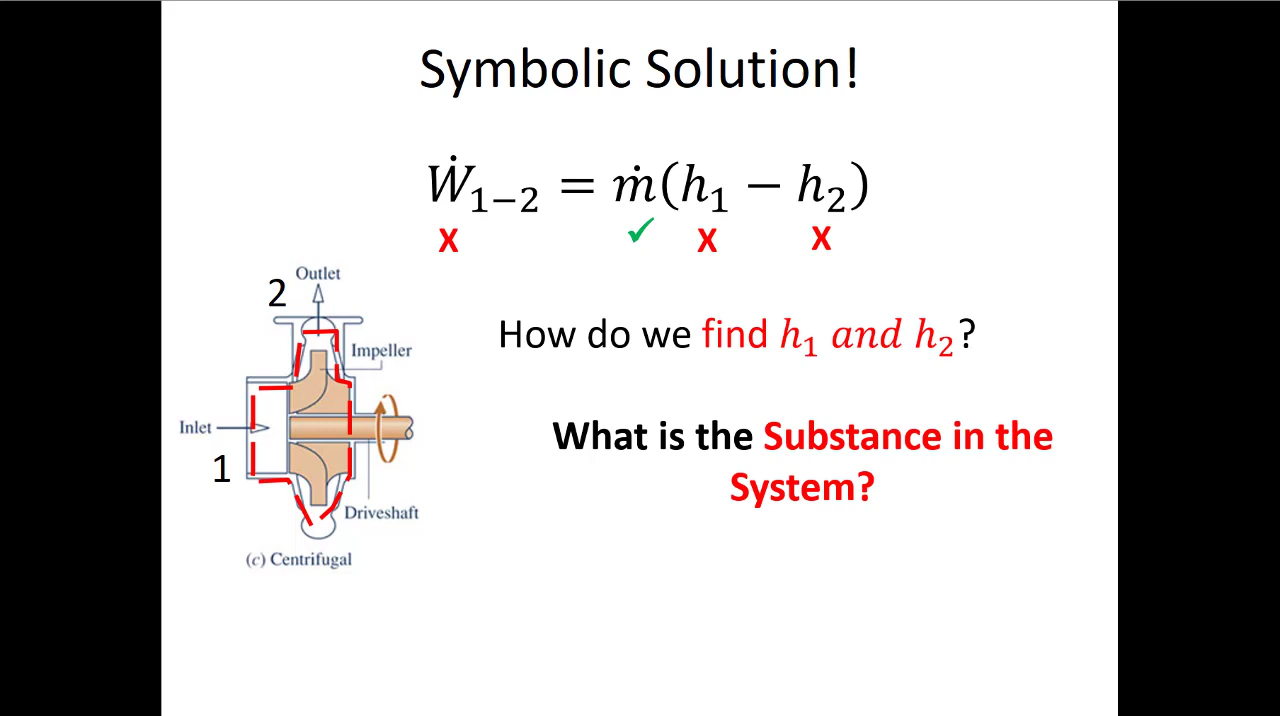 Symbolic Solution!
Ẇ₁₋₂ = ṁ(h₁ − h₂)
X ✓ X X
2
Outlet
Impeller
Inlet
1
Driveshaft
(c) Centrifugal
How do we find h₁ and h₂?
What is the Substance in the
System?